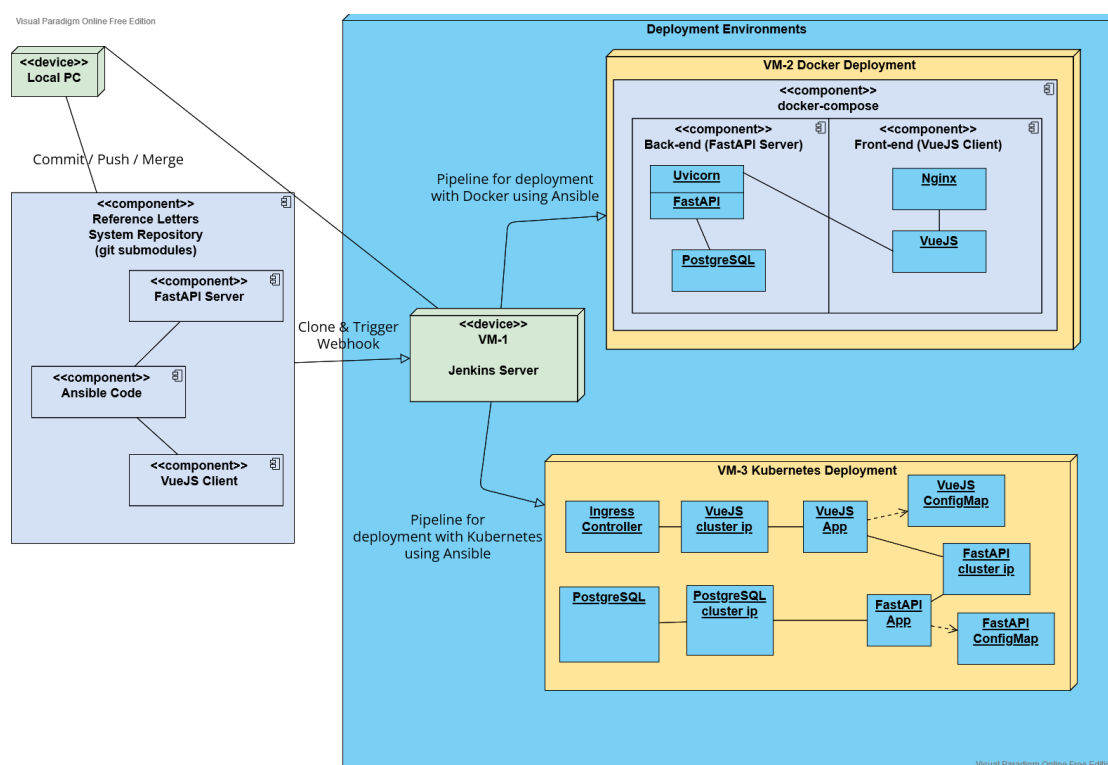 Visual Paradigm Online Free Edition
Deployment Environments
<<device>>
Local PC
Commit / Push / Merge
<<component>>
Reference Letters
System Repository
(git submodules)
<<component>>
FastAPI Server
<<component>>
Ansible Code
<<component>>
VueJS Client
Clone & Trigger
Webhook
<<device>>
VM-1
Jenkins Server
Pipeline for deployment
with Docker using Ansible
VM-2 Docker Deployment
<<component>>
docker-compose
<<component>>
Back-end (FastAPI Server)
Uvicorn
FastAPI
PostgreSQL
<<component>>
Front-end (VueJS Client)
Nginx
VueJS
Pipeline for
deployment with Kubernetes
using Ansible
VM-3 Kubernetes Deployment
Ingress
Controller
VueJS
cluster ip
VueJS
App
VueJS
ConfigMap
FastAPI
cluster ip
PostgreSQL
PostgreSQL
cluster ip
FastAPI
App
FastAPI
ConfigMap
Visual Paradigm Online Free Edition